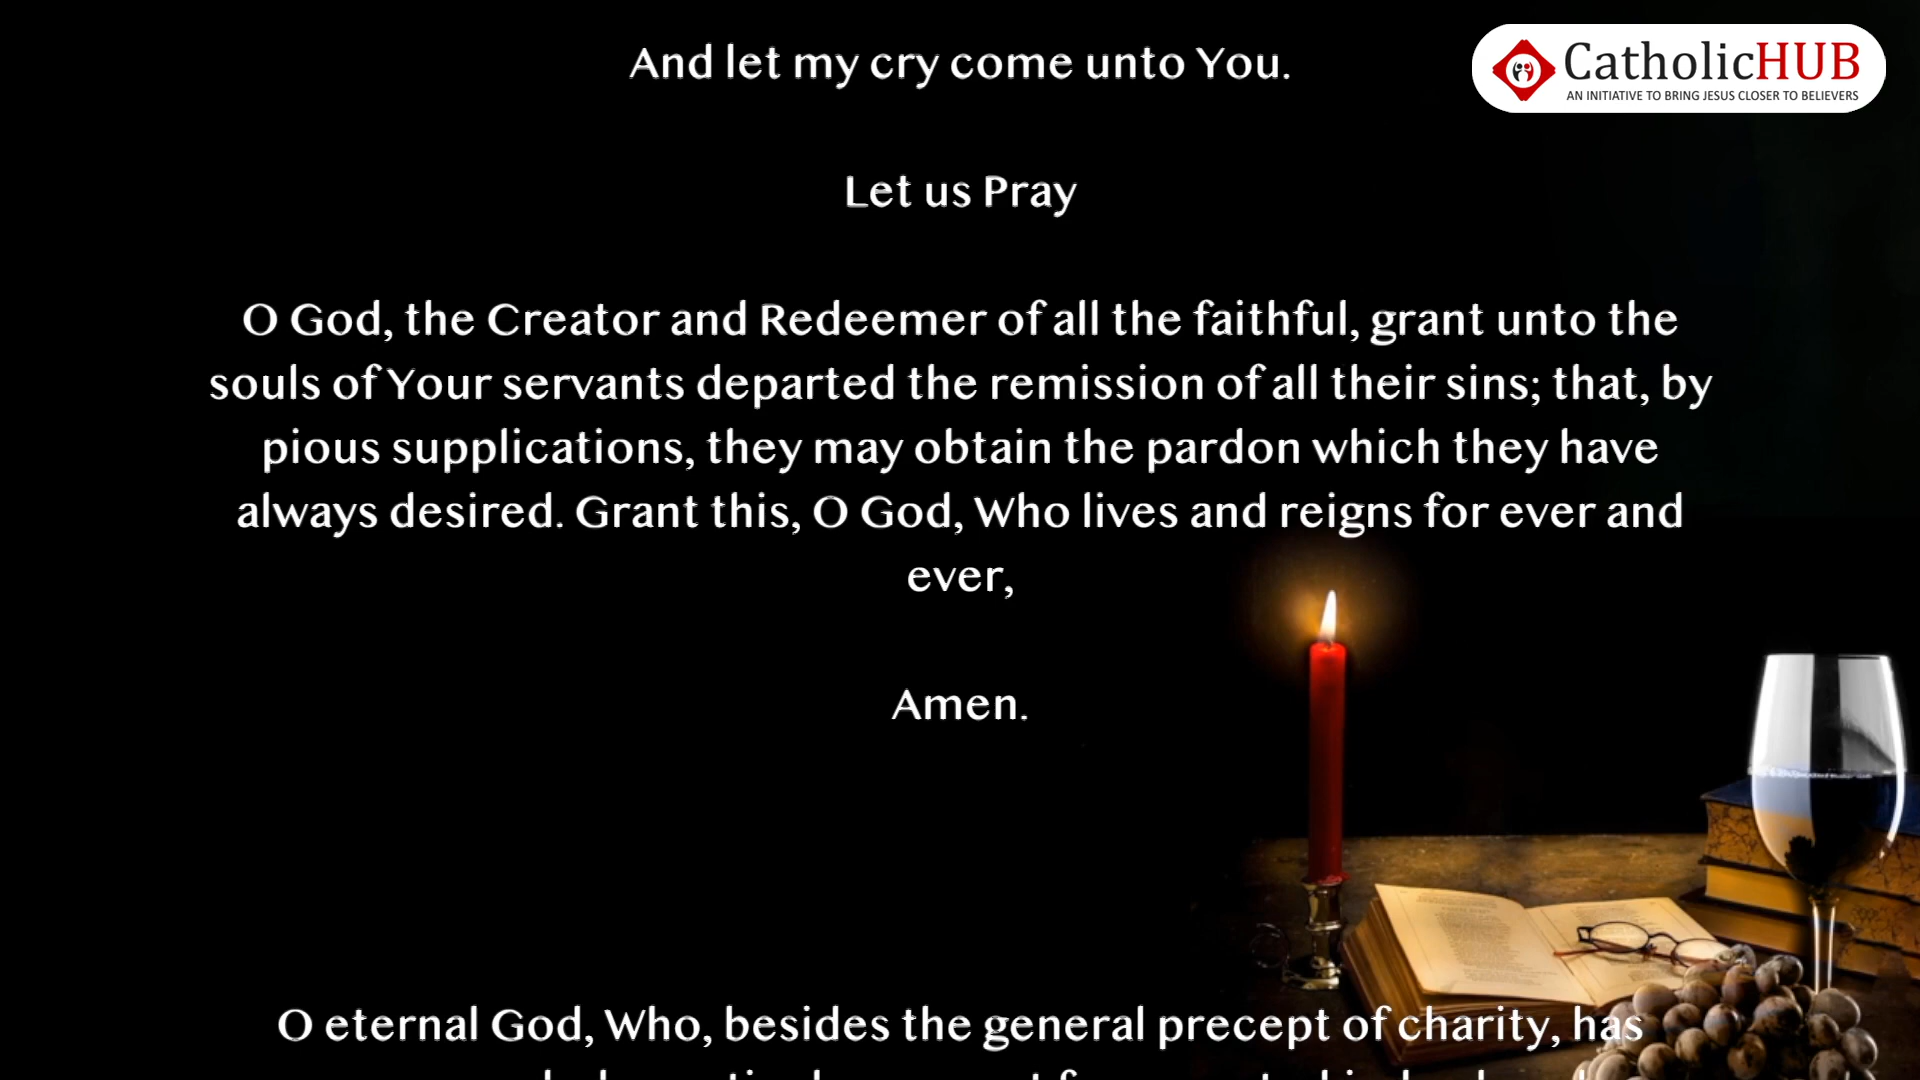 And let my cry come unto You.
CatholicHUB
AN INITIATIVE TO BRING JESUS CLOSER TO BELIEVERS
Let us Pray
O God, the Creator and Redeemer of all the faithful, grant unto the
souls of Your servants departed the remission of all their sins; that, by
pious supplications, they may obtain the pardon which they have
always desired. Grant this, O God, Who lives and reigns for ever and
ever,
Amen.
O eternal God, Who, besides the general precept of charity, has